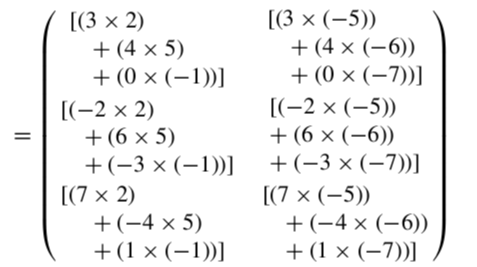 [(3 × 2) [(3 × (−5))
+ (4 × 5) + (4 × (−6))
+ (0 × (−1))] + (0 × (−7))]
[(−2 × 2) [(−2 × (−5))
= + (6 × 5) + (6 × (−6))
+ (−3 × (−1))] + (−3 × (−7))]
[(7 × 2) [(7 × (−5))
+ (−4 × 5) + (−4 × (−6))
+ (1 × (−1))] + (1 × (−7))]